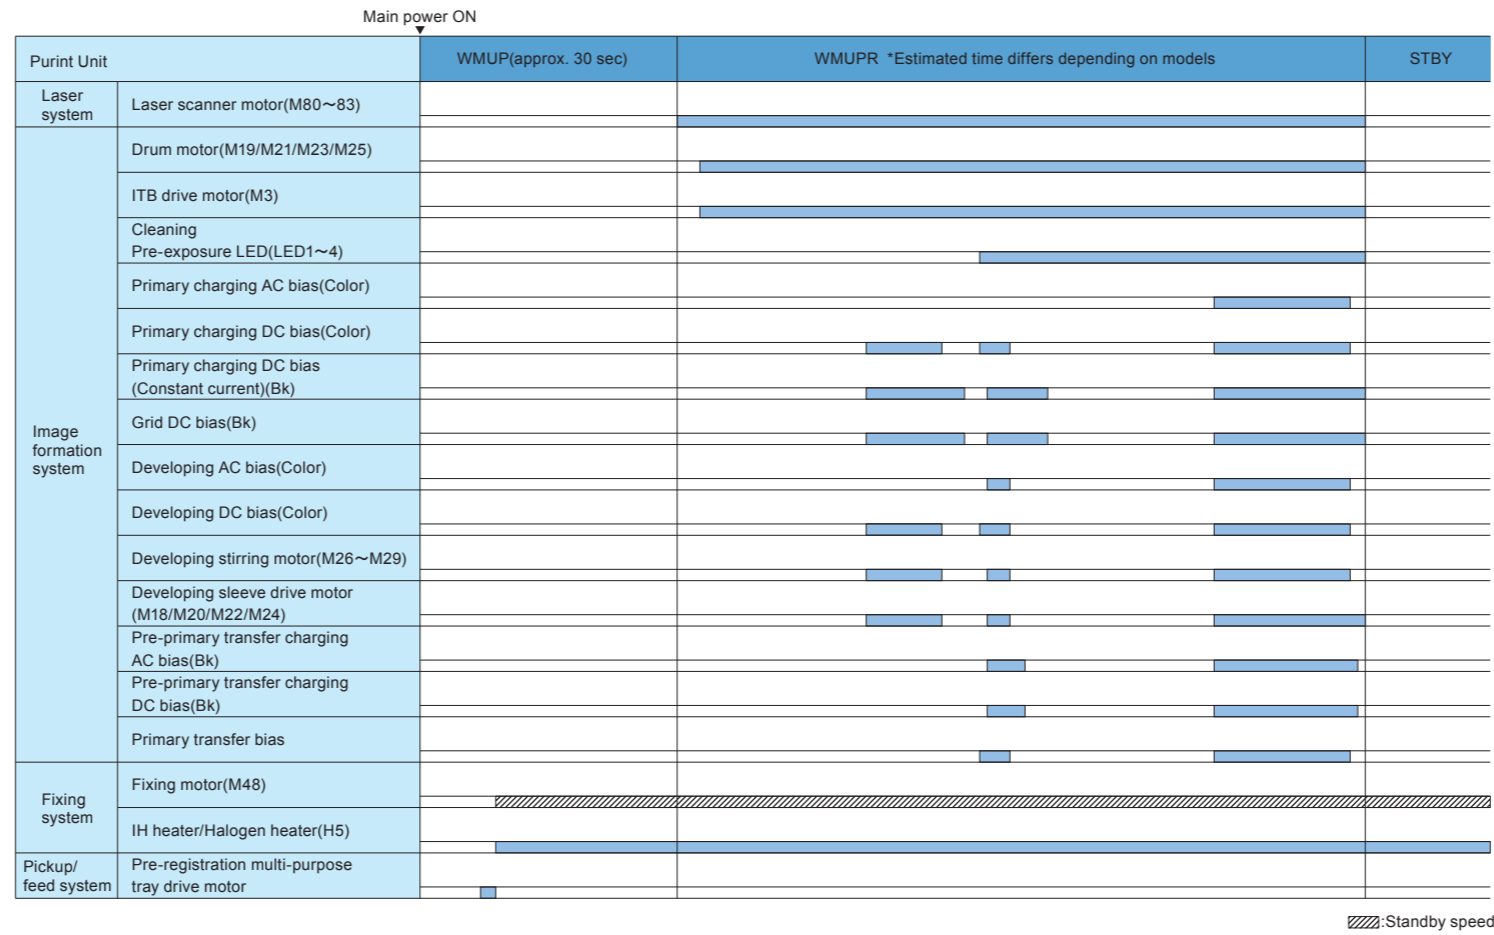 Main power ON
Purint Unit
WMUP(approx. 30 sec)
WMUPR *Estimated time differs depending on models
STBY
Laser
system
Laser scanner motor(M80～83)
Image
formation
system
Drum motor(M19/M21/M23/M25)
ITB drive motor(M3)
Cleaning
Pre-exposure LED(LED1～4)
Primary charging AC bias(Color)
Primary charging DC bias(Color)
Primary charging DC bias
(Constant current)(Bk)
Grid DC bias(Bk)
Developing AC bias(Color)
Developing DC bias(Color)
Developing stirring motor(M26～M29)
Developing sleeve drive motor
(M18/M20/M22/M24)
Pre-primary transfer charging
AC bias(Bk)
Pre-primary transfer charging
DC bias(Bk)
Primary transfer bias
Fixing
system
Fixing motor(M48)
IH heater/Halogen heater(H5)
Pickup/
feed system
Pre-registration multi-purpose
tray drive motor
:Standby speed